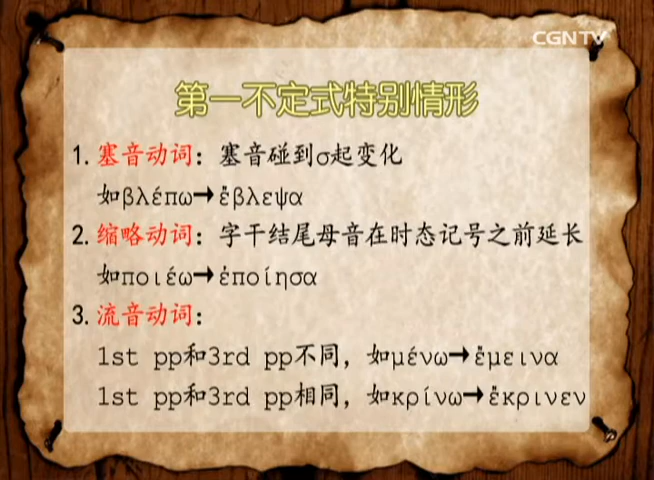 CGNTV
第一不定式特别情形
1. 塞音动词：塞音碰到σ起变化
如βλέπω→ἔβλεψα
2. 缩略动词：字干结尾母音在时态记号之前延长
如ποιέω→ἐποίησα
3. 流音动词：
1st pp和3rd pp不同，如μένω→ἔμεινα
1st pp和3rd pp相同，如κρίνω→ἔκρινεν